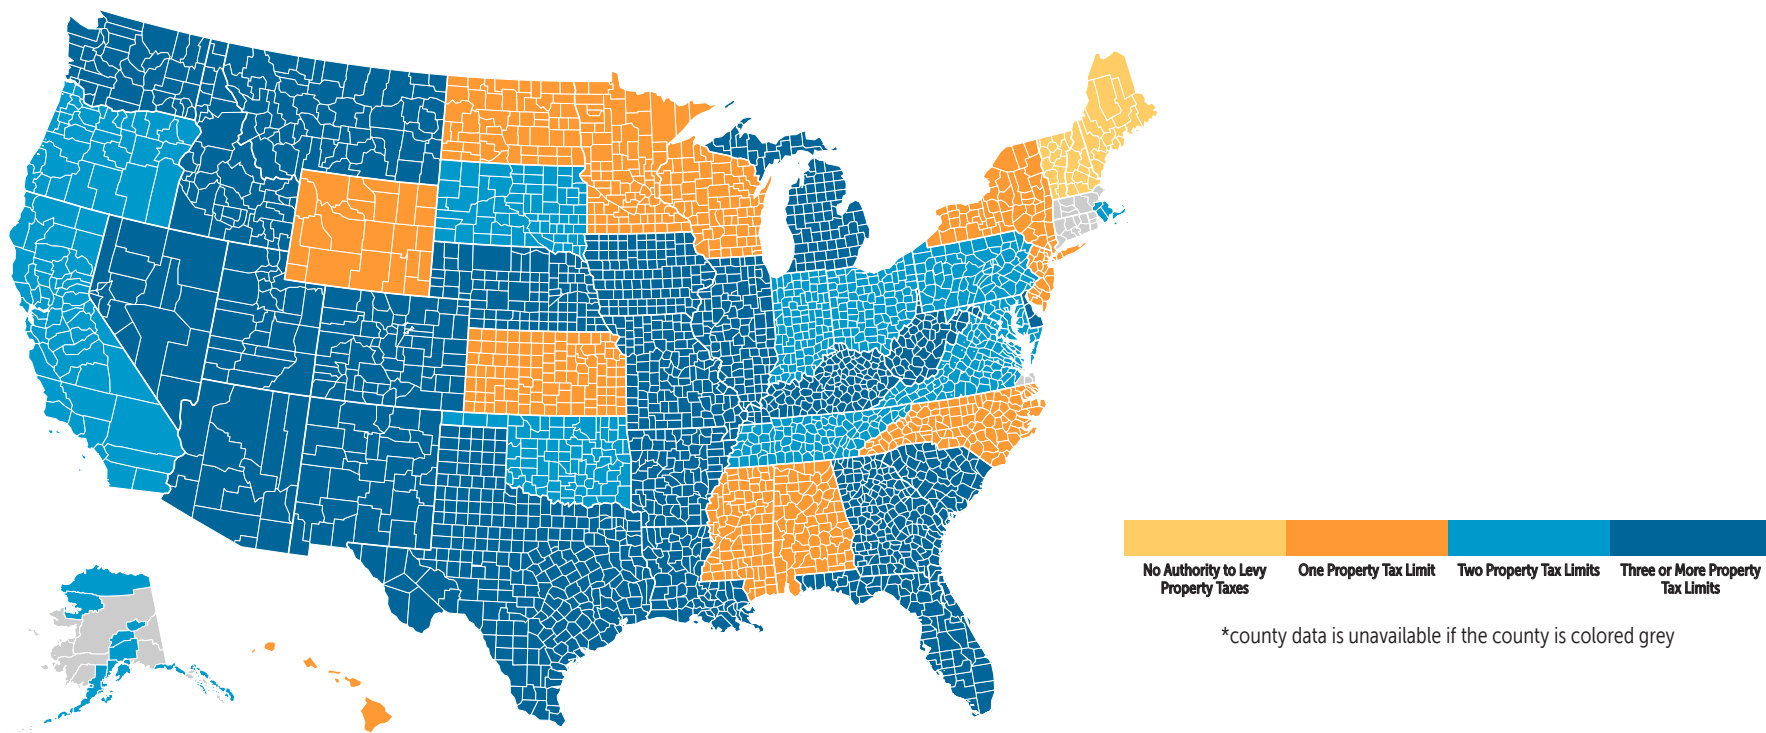 No Authority to Levy
Property Taxes
One Property Tax Limit
Two Property Tax Limits
Three or More Property
Tax Limits
*county data is unavailable if the county is colored grey